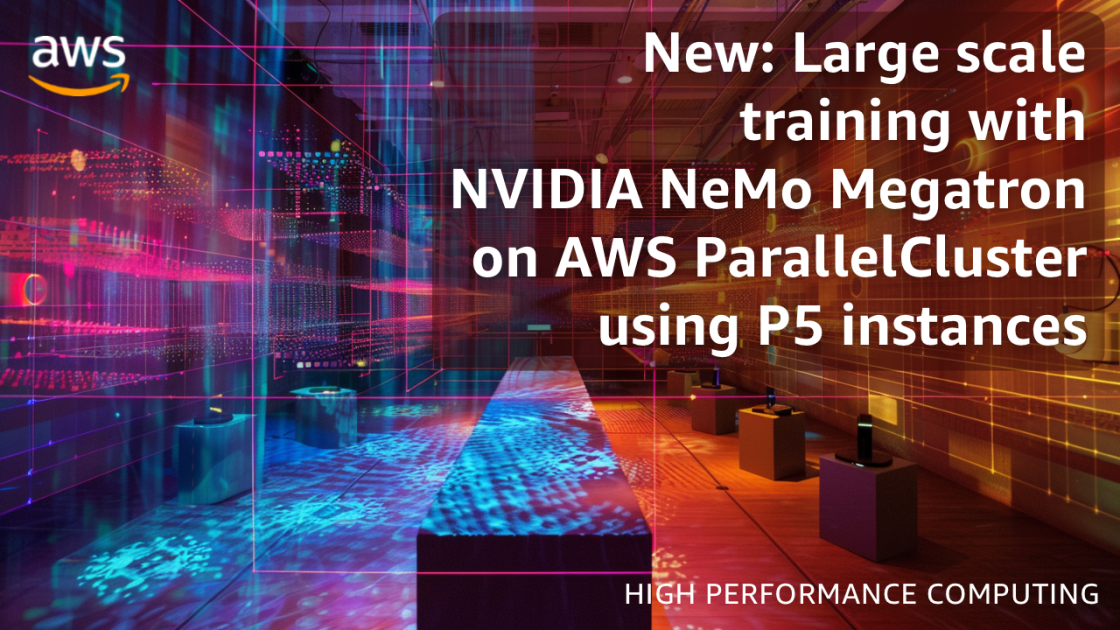 aws
New: Large scale
training with
NVIDIA NeMo Megatron
on AWS ParallelCluster
using P5 instances
HIGH PERFORMANCE COMPUTING